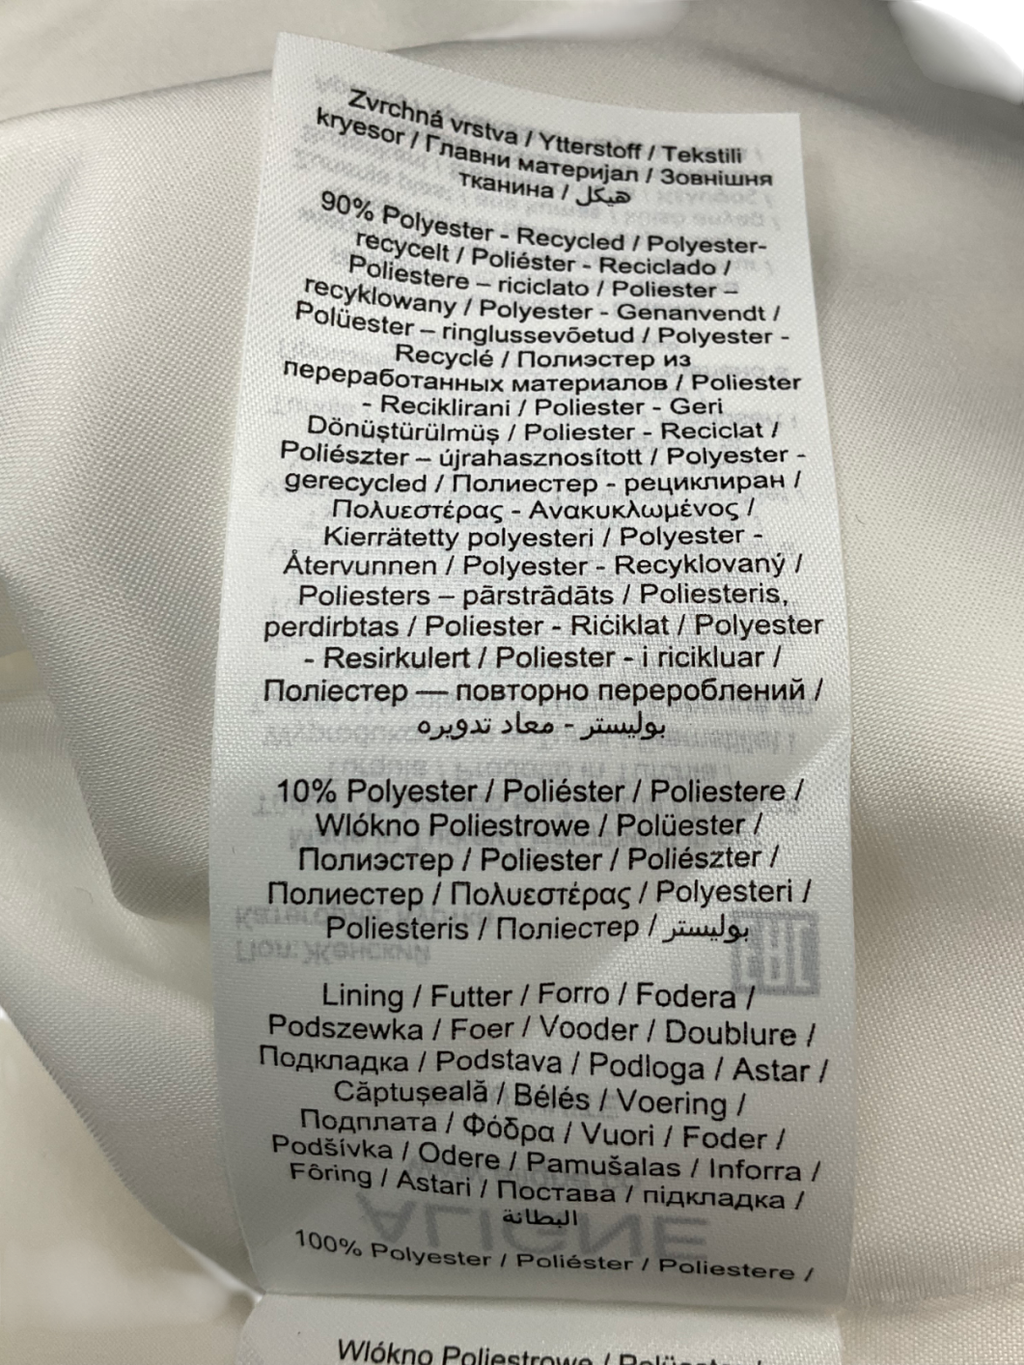 Zvrchná vrstva / Ytterstoff / Tekstili
kryesor / Главни материјал / Зовнішня
тканина / هيكل
90% Polyester - Recycled / Polyester-
recycelt / Poliéster - Reciclado /
Poliestere – riciclato / Poliester –
recyklowany / Polyester - Genanvendt /
Polüester – ringlussevõetud / Polyester -
Recyclé / Полиэстер из
переработанных материалов / Poliester
- Reciklirani / Poliester - Geri
Dönüştürülmüş / Poliester - Reciclat /
Poliészter – újrahasznosított / Polyester -
gerecycled / Полиестер - рециклиран /
Πολυεστέρας - Ανακυκλωμένος /
Kierrätetty polyesteri / Polyester -
Återvunnen / Polyester - Recyklovaný /
Poliesters – pārstrādāts / Poliesteris,
perdirbtas / Poliester - Riċiklat / Polyester
- Resirkulert / Poliester - i ricikluar /
Поліестер — повторно перероблений /
بوليستر - معاد تدويره
10% Polyester / Poliéster / Poliestere /
Wlókno Poliestrowe / Polüester /
Полиэстер / Poliester / Poliészter /
Полиестер / Πολυεστέρας / Polyesteri /
Poliesteris / Поліестер / بوليستر
Lining / Futter / Forro / Fodera /
Podszewka / Foer / Vooder / Doublure /
Подкладка / Podstava / Podloga / Astar /
Căptușeală / Bélés / Voering /
Подплата / Φόδρα / Vuori / Foder /
Podšívka / Odere / Pamušalas / Inforra /
Fôring / Astari / Постава / підкладка /
البطانة
100% Polyester / Poliéster / Poliestere /
Wlókno Poliestrowe /